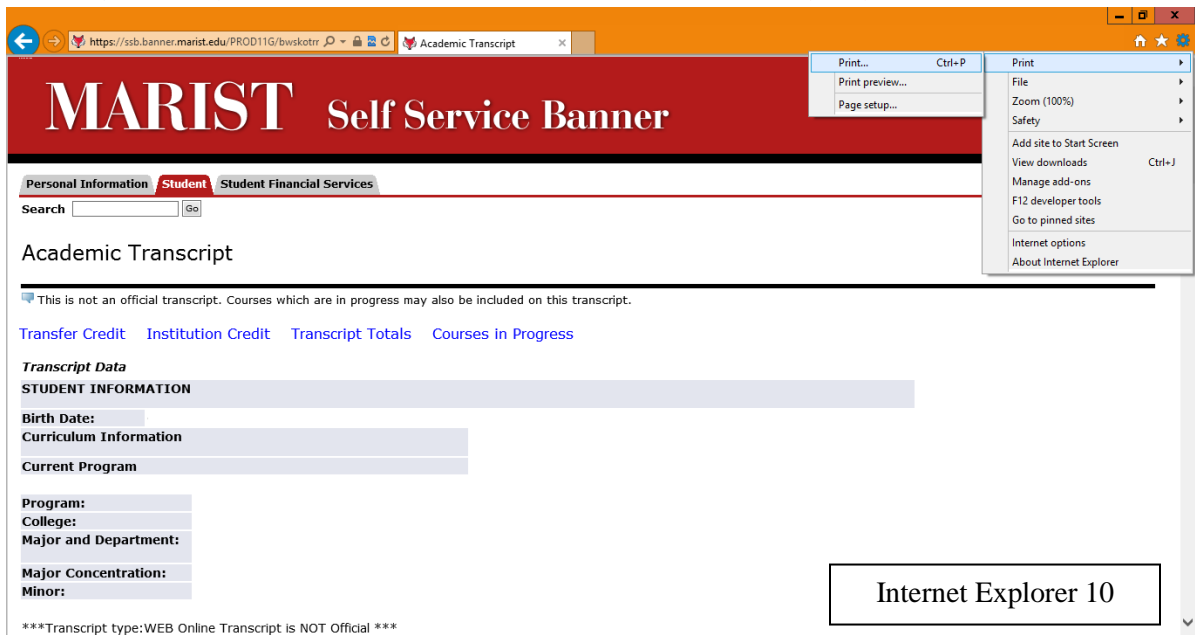 https://ssb.banner.marist.edu/PROD11G/bwskotrr
Academic Transcript
Print... Ctrl+P
Print preview...
Page setup...
Print
File
Zoom (100%)
Safety
Add site to Start Screen
View downloads Ctrl+J
Manage add-ons
F12 developer tools
Go to pinned sites
Internet options
About Internet Explorer
MARIST Self Service Banner
Personal Information Student Student Financial Services
Search Go
Academic Transcript
This is not an official transcript. Courses which are in progress may also be included on this transcript.
Transfer Credit Institution Credit Transcript Totals Courses in Progress
Transcript Data
STUDENT INFORMATION
Birth Date:
Curriculum Information
Current Program
Program:
College:
Major and Department:
Major Concentration:
Minor:
Internet Explorer 10
***Transcript type:WEB Online Transcript is NOT Official ***